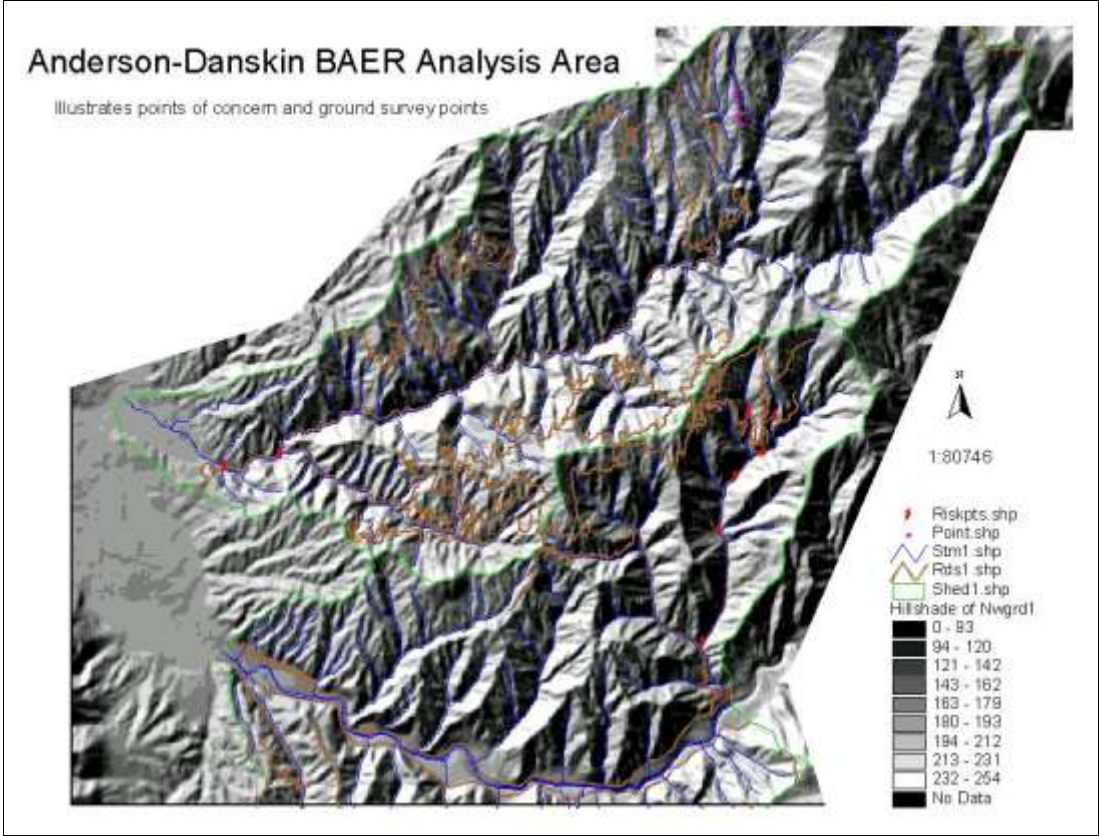 Anderson-Danskin BAER Analysis Area
Illustrates points of concern and ground survey points
N
1:80746
Riskpts.shp
Point.shp
Stm1.shp
Rds1.shp
Shed1.shp
Hillshade of Nwgrd1
0 - 93
94 - 120
121 - 142
143 - 162
163 - 179
180 - 193
194 - 212
213 - 231
232 - 254
No Data